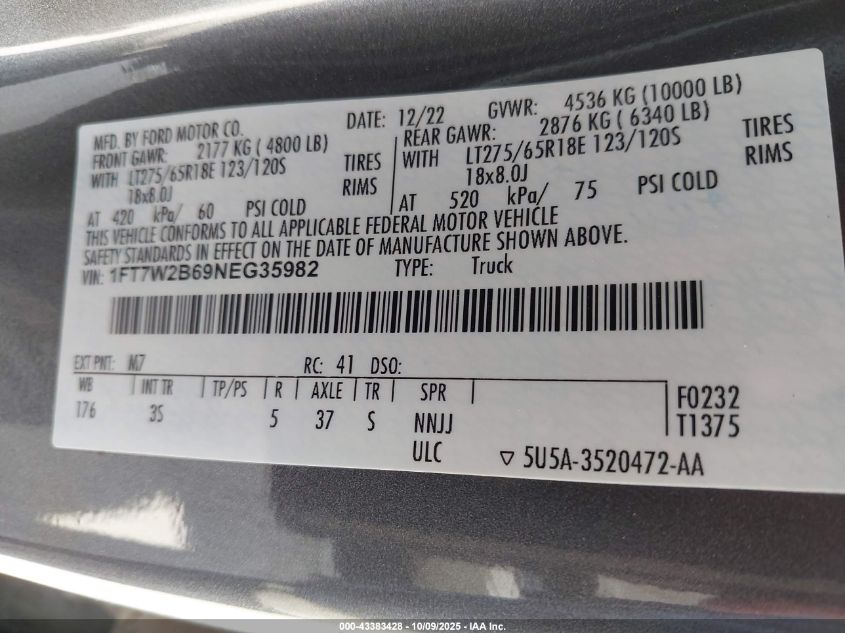 MFD. BY FORD MOTOR CO.
DATE: 12/22
GVWR: 4536 KG (10000 LB)
FRONT GAWR: 2177 KG ( 4800 LB)
REAR GAWR: 2876 KG ( 6340 LB)
WITH LT275/65R18E 123/120S TIRES
WITH LT275/65R18E 123/120S TIRES
18x8.0J RIMS
18x8.0J RIMS
AT 420 kPa/ 60 PSI COLD
AT 520 kPa/ 75 PSI COLD
THIS VEHICLE CONFORMS TO ALL APPLICABLE FEDERAL MOTOR VEHICLE
SAFETY STANDARDS IN EFFECT ON THE DATE OF MANUFACTURE SHOWN ABOVE.
VIN: 1FT7W2B69NEG35982 TYPE: Truck
EXT PNT: M7 RC: 41 DSO:
WB INT TR TP/PS R AXLE TR SPR
176 3S 5 37 S NNJJ
ULC
F0232
T1375
▽ 5U5A-3520472-AA
000-43383428 - 10/09/2025 - IAA Inc.